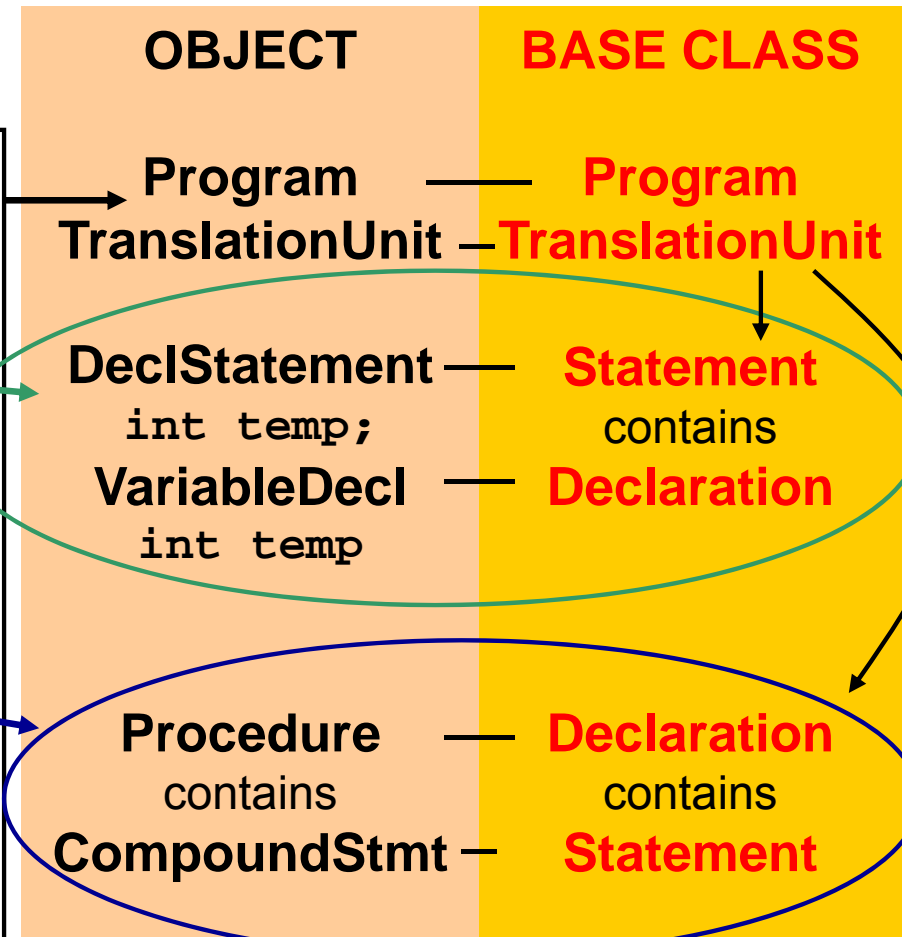 OBJECT BASE CLASS
Program Program
TranslationUnit TranslationUnit
DeclStatement Statement
int temp; contains
VariableDecl Declaration
int temp
Procedure Declaration
contains contains
CompoundStmt Statement